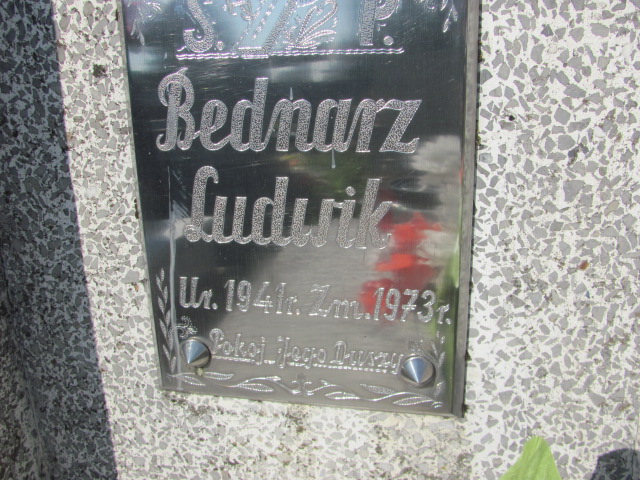 Ś. P.
Bednarz
Ludwik
Ur. 1941r. Zm. 1973r.
Pokój Jego Duszy